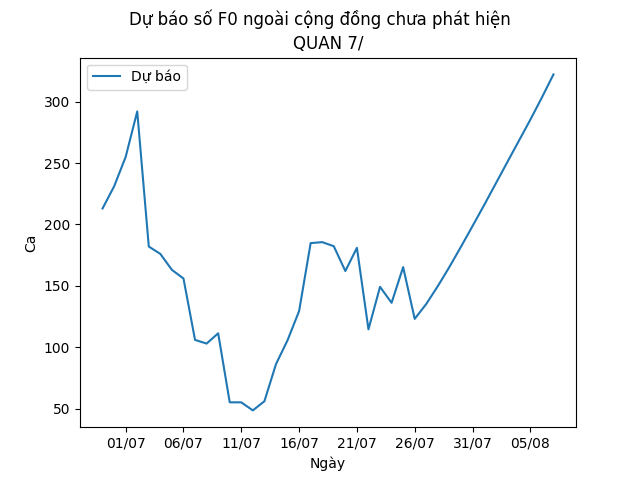 Dự báo số F0 ngoài cộng đồng chưa phát hiện
QUAN 7/
Dự báo
300
250
200
150
100
50
Ca
01/07 06/07 11/07 16/07 21/07 26/07 31/07 05/08
Ngày